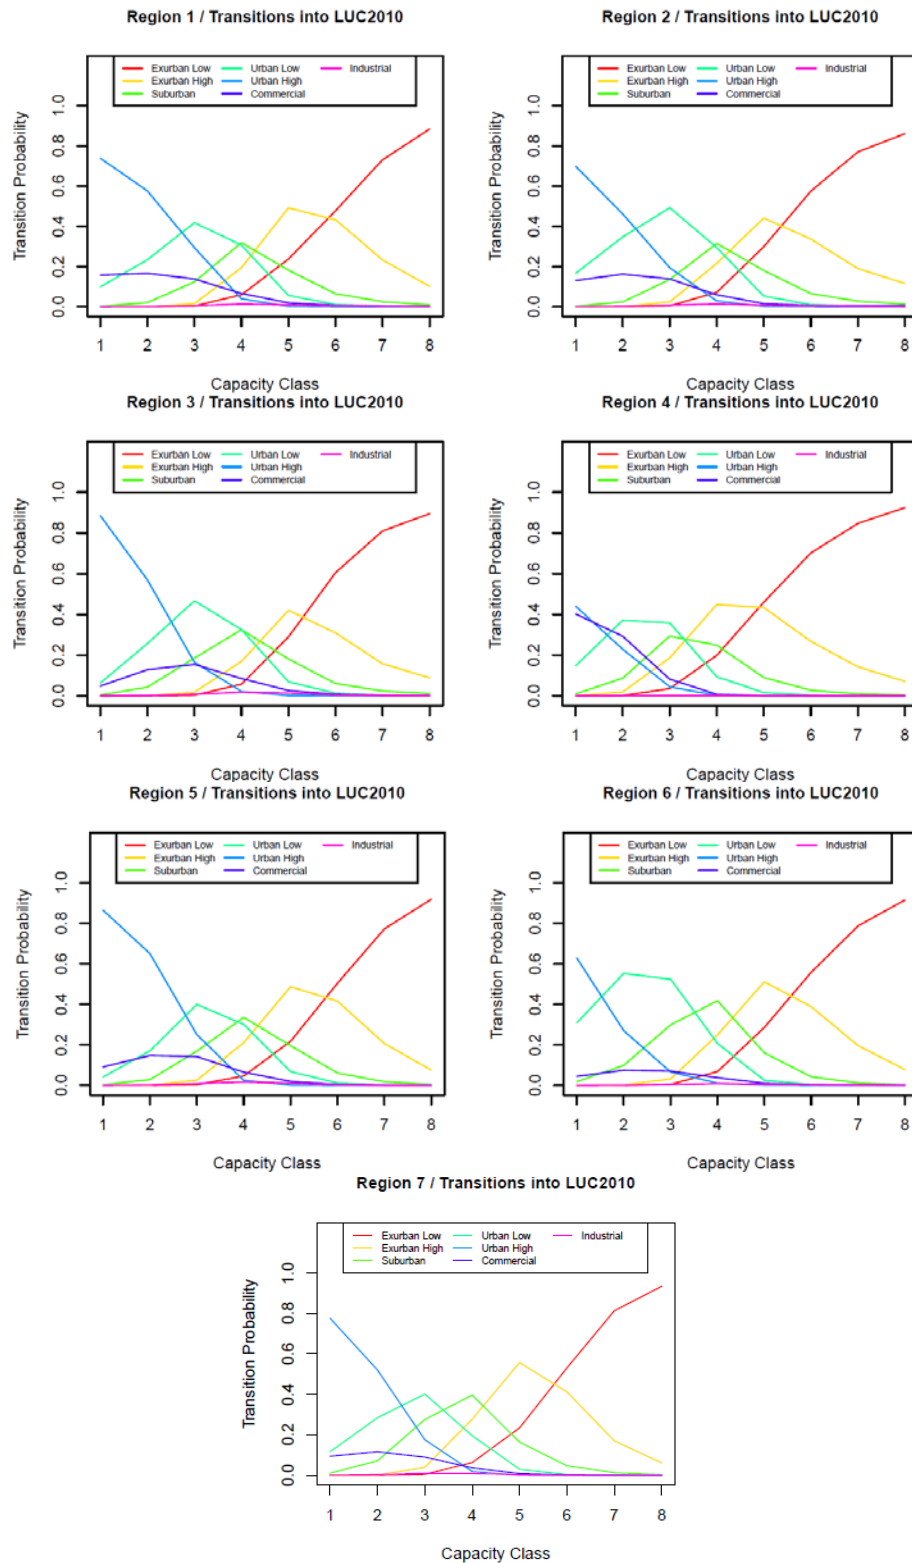 Region 1 / Transitions into LUC2010
Exurban Low Urban Low Industrial
Exurban High Urban High
Suburban Commercial
Transition Probability
0.0 0.2 0.4 0.6 0.8 1.0
1 2 3 4 5 6 7 8
Capacity Class
Region 2 / Transitions into LUC2010
Exurban Low Urban Low Industrial
Exurban High Urban High
Suburban Commercial
Transition Probability
0.0 0.2 0.4 0.6 0.8 1.0
1 2 3 4 5 6 7 8
Capacity Class
Region 3 / Transitions into LUC2010
Exurban Low Urban Low Industrial
Exurban High Urban High
Suburban Commercial
Transition Probability
0.0 0.2 0.4 0.6 0.8 1.0
1 2 3 4 5 6 7 8
Capacity Class
Region 4 / Transitions into LUC2010
Exurban Low Urban Low Industrial
Exurban High Urban High
Suburban Commercial
Transition Probability
0.0 0.2 0.4 0.6 0.8 1.0
1 2 3 4 5 6 7 8
Capacity Class
Region 5 / Transitions into LUC2010
Exurban Low Urban Low Industrial
Exurban High Urban High
Suburban Commercial
Transition Probability
0.0 0.2 0.4 0.6 0.8 1.0
1 2 3 4 5 6 7 8
Capacity Class
Region 6 / Transitions into LUC2010
Exurban Low Urban Low Industrial
Exurban High Urban High
Suburban Commercial
Transition Probability
0.0 0.2 0.4 0.6 0.8 1.0
1 2 3 4 5 6 7 8
Capacity Class
Region 7 / Transitions into LUC2010
Exurban Low Urban Low Industrial
Exurban High Urban High
Suburban Commercial
Transition Probability
0.0 0.2 0.4 0.6 0.8 1.0
1 2 3 4 5 6 7 8
Capacity Class